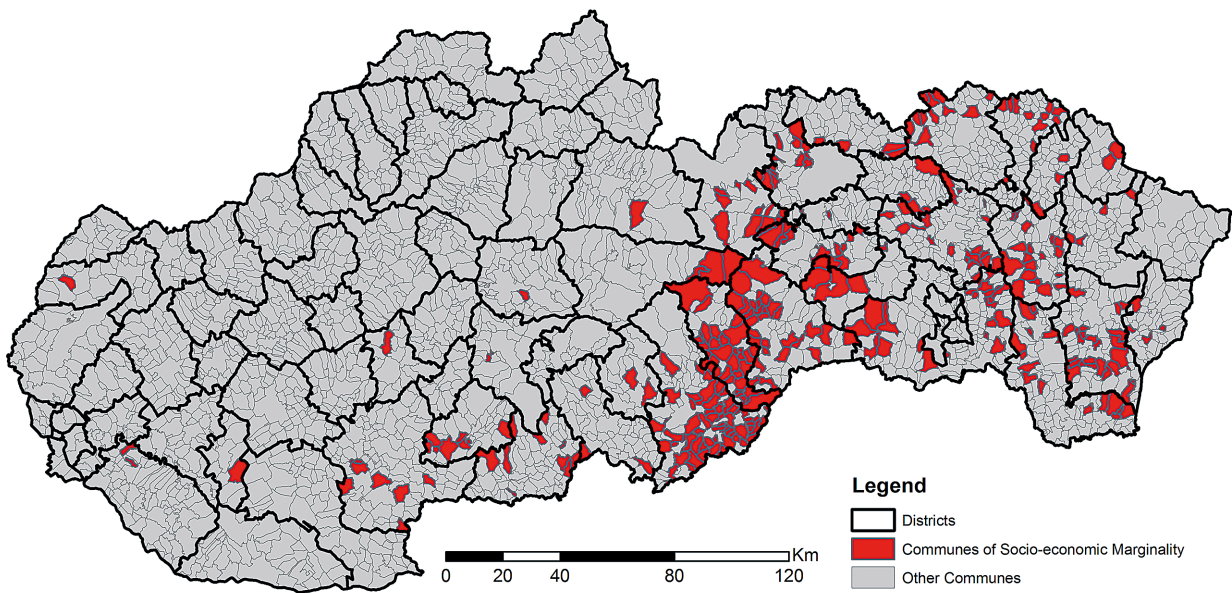 Legend
Districts
Communes of Socio-economic Marginality
Other Communes
Km
0 20 40 80 120